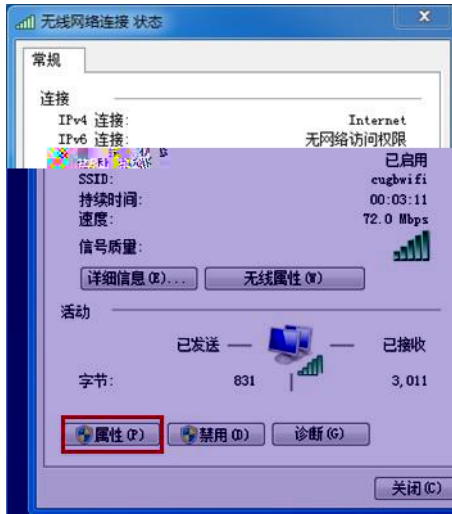 无线网络连接 状态
常规
连接
IPv4 连接: Internet
IPv6 连接: 无网络访问权限
已启用
SSID: cugbwifi
持续时间: 00:03:11
速度: 72.0 Mbps
信号质量:
详细信息(E)... 无线属性(W)
活动
已发送 — — 已接收
字节: 831 | 3,011
属性(P) 禁用(D) 诊断(G)
关闭(C)